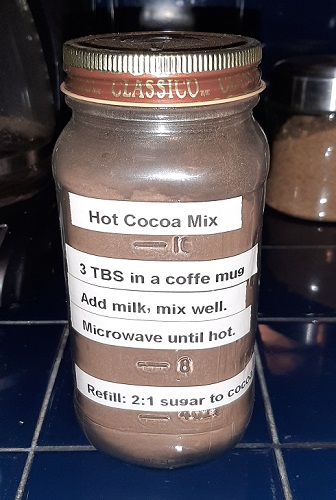 CLASSICO
Hot Cocoa Mix
3 TBS in a coffe mug
Add milk, mix well.
Microwave until hot.
8
Refill: 2:1 sugar to cocoa